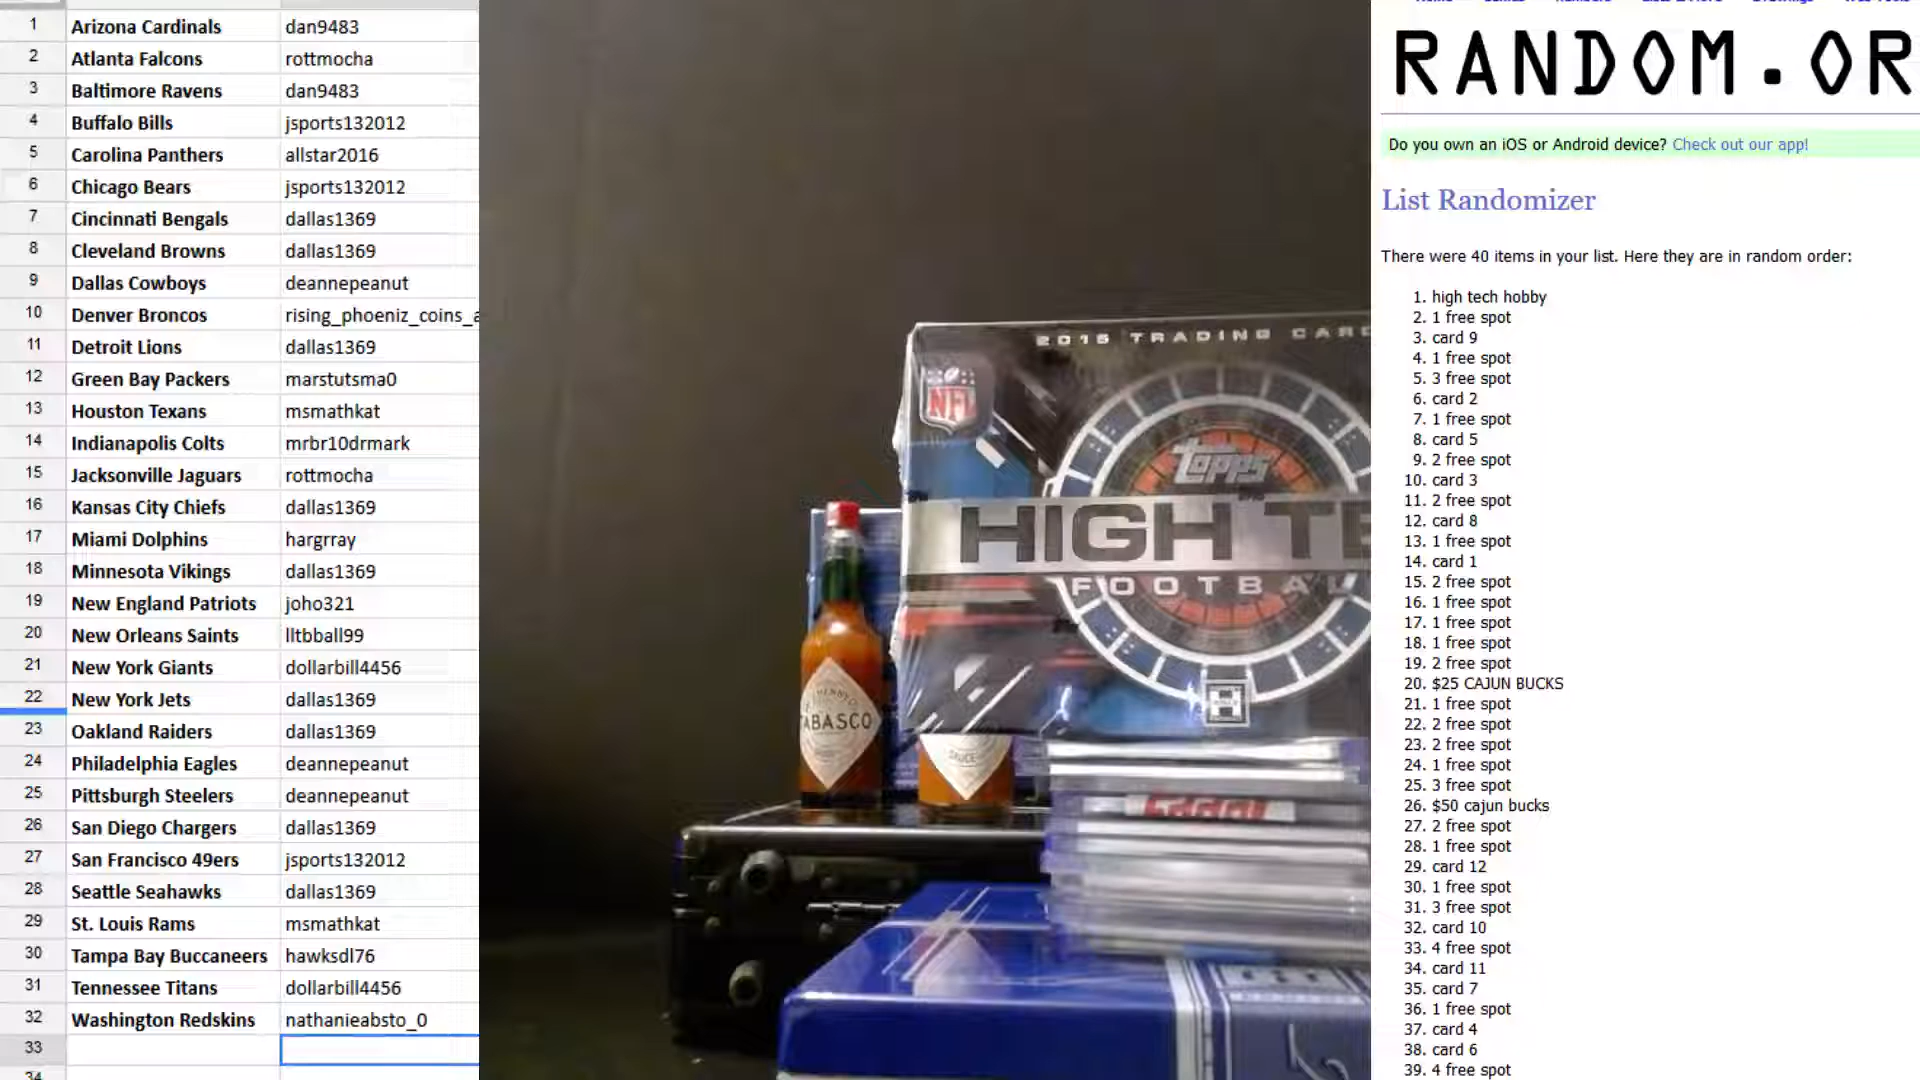 1 Arizona Cardinals dan9483
2 Atlanta Falcons rottmocha
3 Baltimore Ravens dan9483
4 Buffalo Bills jsports132012
5 Carolina Panthers allstar2016
6 Chicago Bears jsports132012
7 Cincinnati Bengals dallas1369
8 Cleveland Browns dallas1369
9 Dallas Cowboys deannepeanut
10 Denver Broncos rising_phoeniz_coins_a
11 Detroit Lions dallas1369
12 Green Bay Packers marstutsma0
13 Houston Texans msmathkat
14 Indianapolis Colts mrbr10drmark
15 Jacksonville Jaguars rottmocha
16 Kansas City Chiefs dallas1369
17 Miami Dolphins hargrray
18 Minnesota Vikings dallas1369
19 New England Patriots joho321
20 New Orleans Saints lltbball99
21 New York Giants dollarbill4456
22 New York Jets dallas1369
23 Oakland Raiders dallas1369
24 Philadelphia Eagles deannepeanut
25 Pittsburgh Steelers deannepeanut
26 San Diego Chargers dallas1369
27 San Francisco 49ers jsports132012
28 Seattle Seahawks dallas1369
29 St. Louis Rams msmathkat
30 Tampa Bay Buccaneers hawksdl76
31 Tennessee Titans dollarbill4456
32 Washington Redskins nathanieabsto_0
33
34
2015 TRADING CARD
NFL
Topps
HIGH TE
FOOTBAL
TABASCO
SAUCE
RANDOM.OR
Do you own an iOS or Android device? Check out our app!
List Randomizer
There were 40 items in your list. Here they are in random order:
1. high tech hobby
2. 1 free spot
3. card 9
4. 1 free spot
5. 3 free spot
6. card 2
7. 1 free spot
8. card 5
9. 2 free spot
10. card 3
11. 2 free spot
12. card 8
13. 1 free spot
14. card 1
15. 2 free spot
16. 1 free spot
17. 1 free spot
18. 1 free spot
19. 2 free spot
20. $25 CAJUN BUCKS
21. 1 free spot
22. 2 free spot
23. 2 free spot
24. 1 free spot
25. 3 free spot
26. $50 cajun bucks
27. 2 free spot
28. 1 free spot
29. card 12
30. 1 free spot
31. 3 free spot
32. card 10
33. 4 free spot
34. card 11
35. card 7
36. 1 free spot
37. card 4
38. card 6
39. 4 free spot